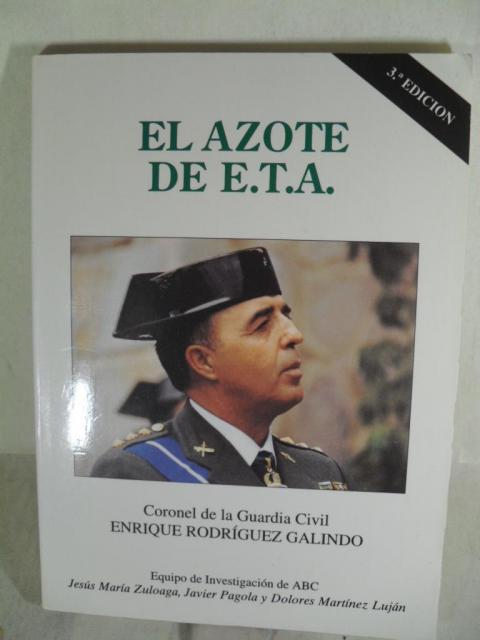 3.ª EDICION
EL AZOTE
DE E.T.A.
Coronel de la Guardia Civil
ENRIQUE RODRÍGUEZ GALINDO
Equipo de Investigación de ABC
Jesús María Zuloaga, Javier Pagola y Dolores Martínez Luján